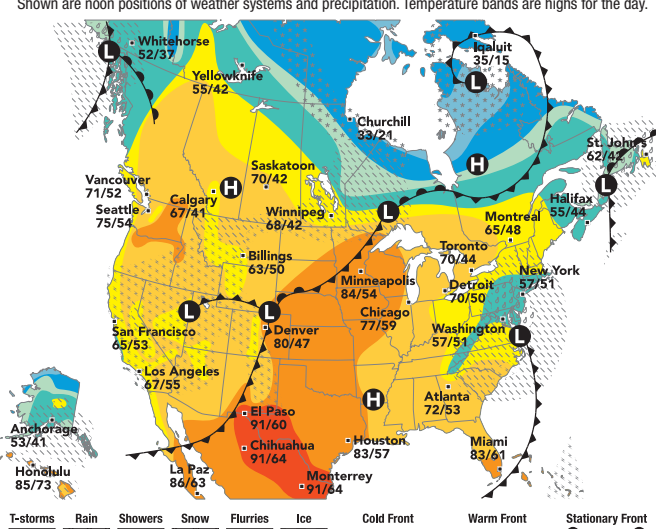 Shown are noon positions of weather systems and precipitation. Temperature bands are highs for the day.
L
Whitehorse
52/37
Yellowknife
55/42
Iqaluit
35/15
L
Churchill
33/21
H
St. John's
62/42
L
Vancouver
71/52
Seattle
75/54
Calgary
67/41
H
Saskatoon
70/42
Winnipeg
68/42
L
Halifax
55/44
Montreal
65/48
Toronto
70/44
Billings
63/50
Minneapolis
84/54
Detroit
70/50
New York
57/51
Chicago
77/59
L
L
Denver
80/47
San Francisco
65/53
Washington
57/51
L
Los Angeles
67/55
Atlanta
72/53
H
El Paso
91/60
Chihuahua
91/64
Houston
83/57
Miami
83/61
Anchorage
53/41
Honolulu
85/73
La Paz
86/63
Monterrey
91/64
T-storms Rain Showers Snow Flurries Ice Cold Front Warm Front Stationary Front